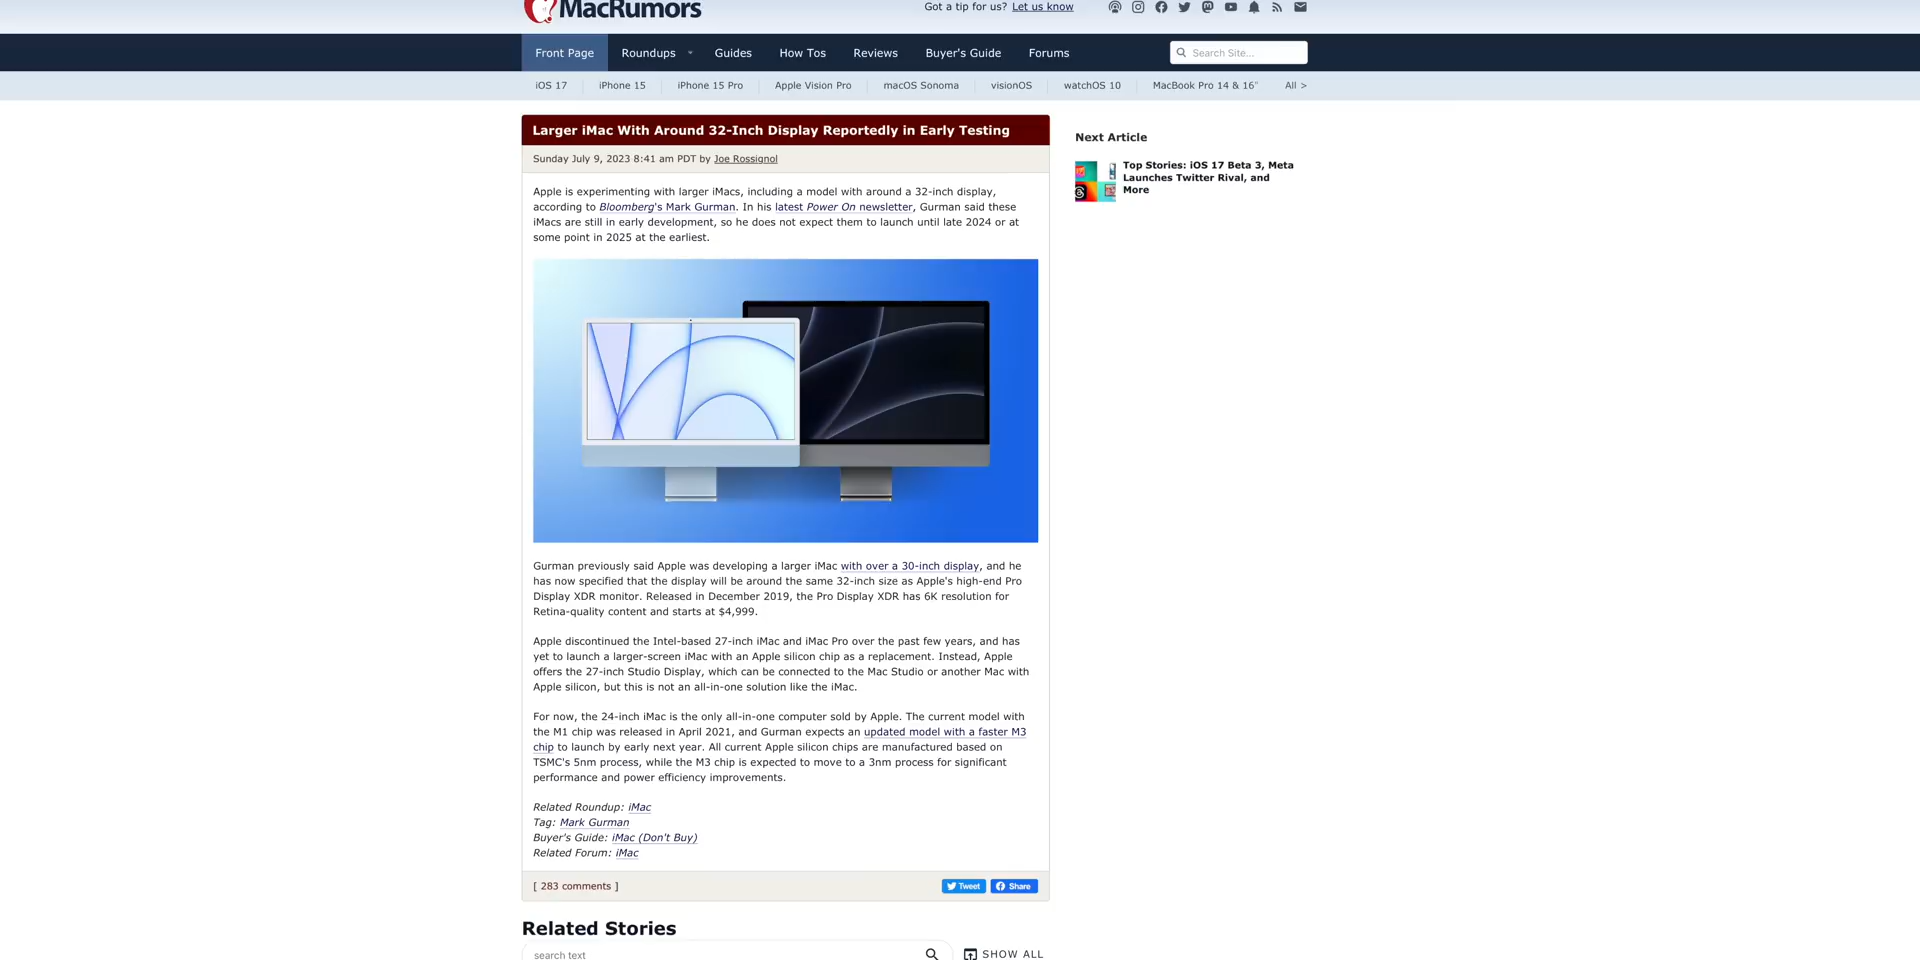 MacRumors
Got a tip for us? Let us know
Front Page Roundups Guides How Tos Reviews Buyer's Guide Forums Search Site...
iOS 17 iPhone 15 iPhone 15 Pro Apple Vision Pro macOS Sonoma visionOS watchOS 10 MacBook Pro 14 & 16" All >
Larger iMac With Around 32-Inch Display Reportedly in Early Testing
Sunday July 9, 2023 8:41 am PDT by Joe Rossignol
Apple is experimenting with larger iMacs, including a model with around a 32-inch display,
according to Bloomberg's Mark Gurman. In his latest Power On newsletter, Gurman said these
iMacs are still in early development, so he does not expect them to launch until late 2024 or at
some point in 2025 at the earliest.
Gurman previously said Apple was developing a larger iMac with over a 30-inch display, and he
has now specified that the display will be around the same 32-inch size as Apple's high-end Pro
Display XDR monitor. Released in December 2019, the Pro Display XDR has 6K resolution for
Retina-quality content and starts at $4,999.
Apple discontinued the Intel-based 27-inch iMac and iMac Pro over the past few years, and has
yet to launch a larger-screen iMac with an Apple silicon chip as a replacement. Instead, Apple
offers the 27-inch Studio Display, which can be connected to the Mac Studio or another Mac with
Apple silicon, but this is not an all-in-one solution like the iMac.
For now, the 24-inch iMac is the only all-in-one computer sold by Apple. The current model with
the M1 chip was released in April 2021, and Gurman expects an updated model with a faster M3
chip to launch by early next year. All current Apple silicon chips are manufactured based on
TSMC's 5nm process, while the M3 chip is expected to move to a 3nm process for significant
performance and power efficiency improvements.
Related Roundup: iMac
Tag: Mark Gurman
Buyer's Guide: iMac (Don't Buy)
Related Forum: iMac
[ 283 comments ]
Tweet Share
Next Article
Top Stories: iOS 17 Beta 3, Meta
Launches Twitter Rival, and
More
Related Stories
search text SHOW ALL